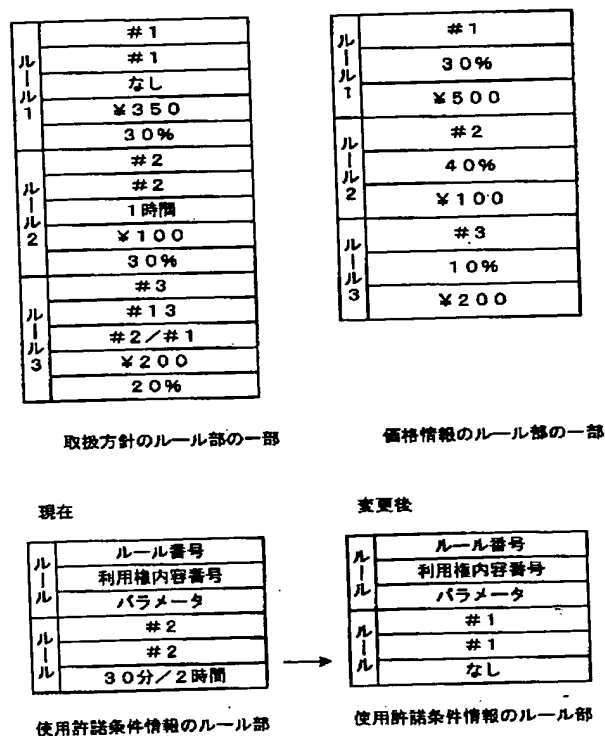 ルール1
#1
#1
なし
¥350
30%
ルール2
#2
#2
1時間
¥100
30%
ルール3
#3
#13
#2/#1
¥200
20%
取扱方針のルール部の一部
ルール1
#1
30%
¥500
ルール2
#2
40%
¥100
ルール3
#3
10%
¥200
価格情報のルール部の一部
現在
ルール
ルール番号
利用権内容番号
パラメータ
ルール
#2
#2
30分/2時間
使用許諾条件情報のルール部
変更後
ルール
ルール番号
利用権内容番号
パラメータ
ルール
#1
#1
なし
使用許諾条件情報のルール部